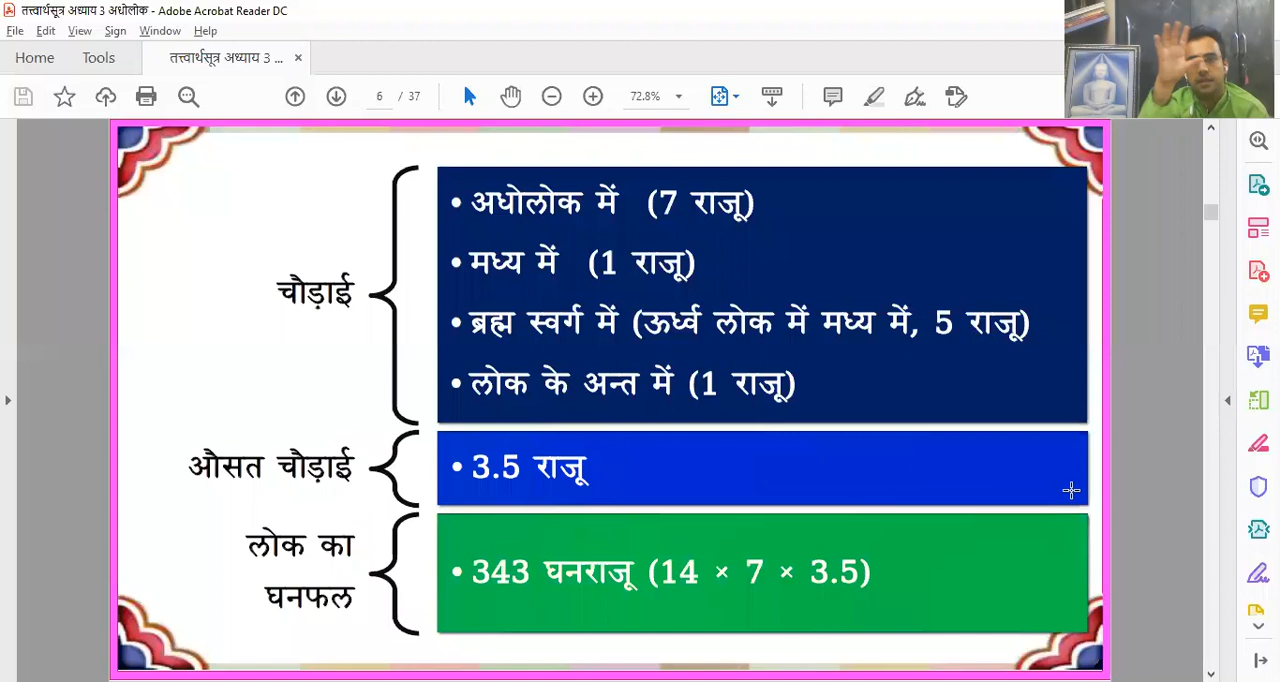 तत्त्वार्थसूत्र अध्याय 3 अधोलोक - Adobe Acrobat Reader DC
File Edit View Sign Window Help
Home Tools तत्त्वार्थसूत्र अध्याय 3 ... ×
6 / 37 72.8%
चौड़ाई
• अधोलोक में (7 राजू)
• मध्य में (1 राजू)
• ब्रह्म स्वर्ग में (ऊर्ध्व लोक में मध्य में, 5 राजू)
• लोक के अन्त में (1 राजू)
औसत चौड़ाई
• 3.5 राजू
लोक का
घनफल
• 343 घनराजू (14 × 7 × 3.5)